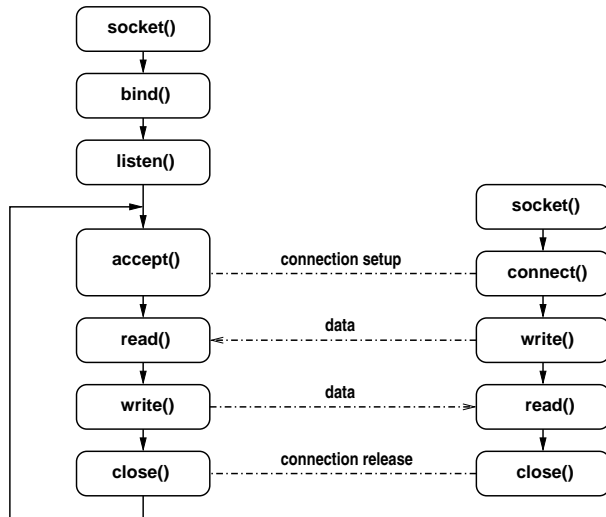 socket()
bind()
listen()
socket()
accept()
connection setup
connect()
read()
data
write()
write()
data
read()
close()
connection release
close()